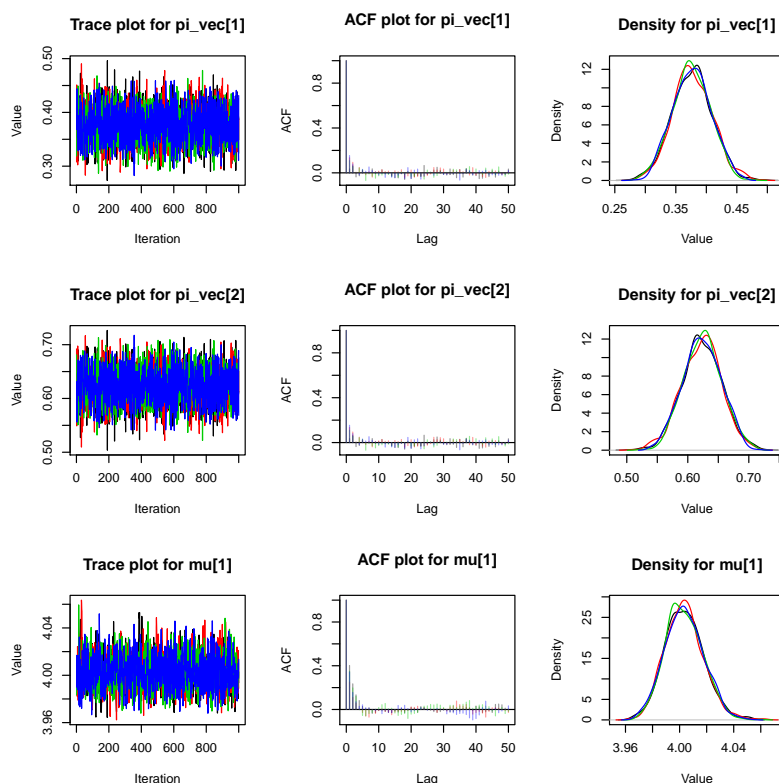 Trace plot for pi_vec[1]
Value
0.30 0.40 0.50
0 200 400 600 800
Iteration
ACF plot for pi_vec[1]
ACF
0.0 0.4 0.8
0 10 20 30 40 50
Lag
Density for pi_vec[1]
Density
0 2 4 6 8 12
0.25 0.35 0.45
Value
Trace plot for pi_vec[2]
Value
0.50 0.60 0.70
0 200 400 600 800
Iteration
ACF plot for pi_vec[2]
ACF
0.0 0.4 0.8
0 10 20 30 40 50
Lag
Density for pi_vec[2]
Density
0 2 4 6 8 12
0.50 0.60 0.70
Value
Trace plot for mu[1]
Value
3.96 4.00 4.04
0 200 400 600 800
Iteration
ACF plot for mu[1]
ACF
0.0 0.4 0.8
0 10 20 30 40 50
Lag
Density for mu[1]
Density
0 5 15 25
3.96 4.00 4.04
Value